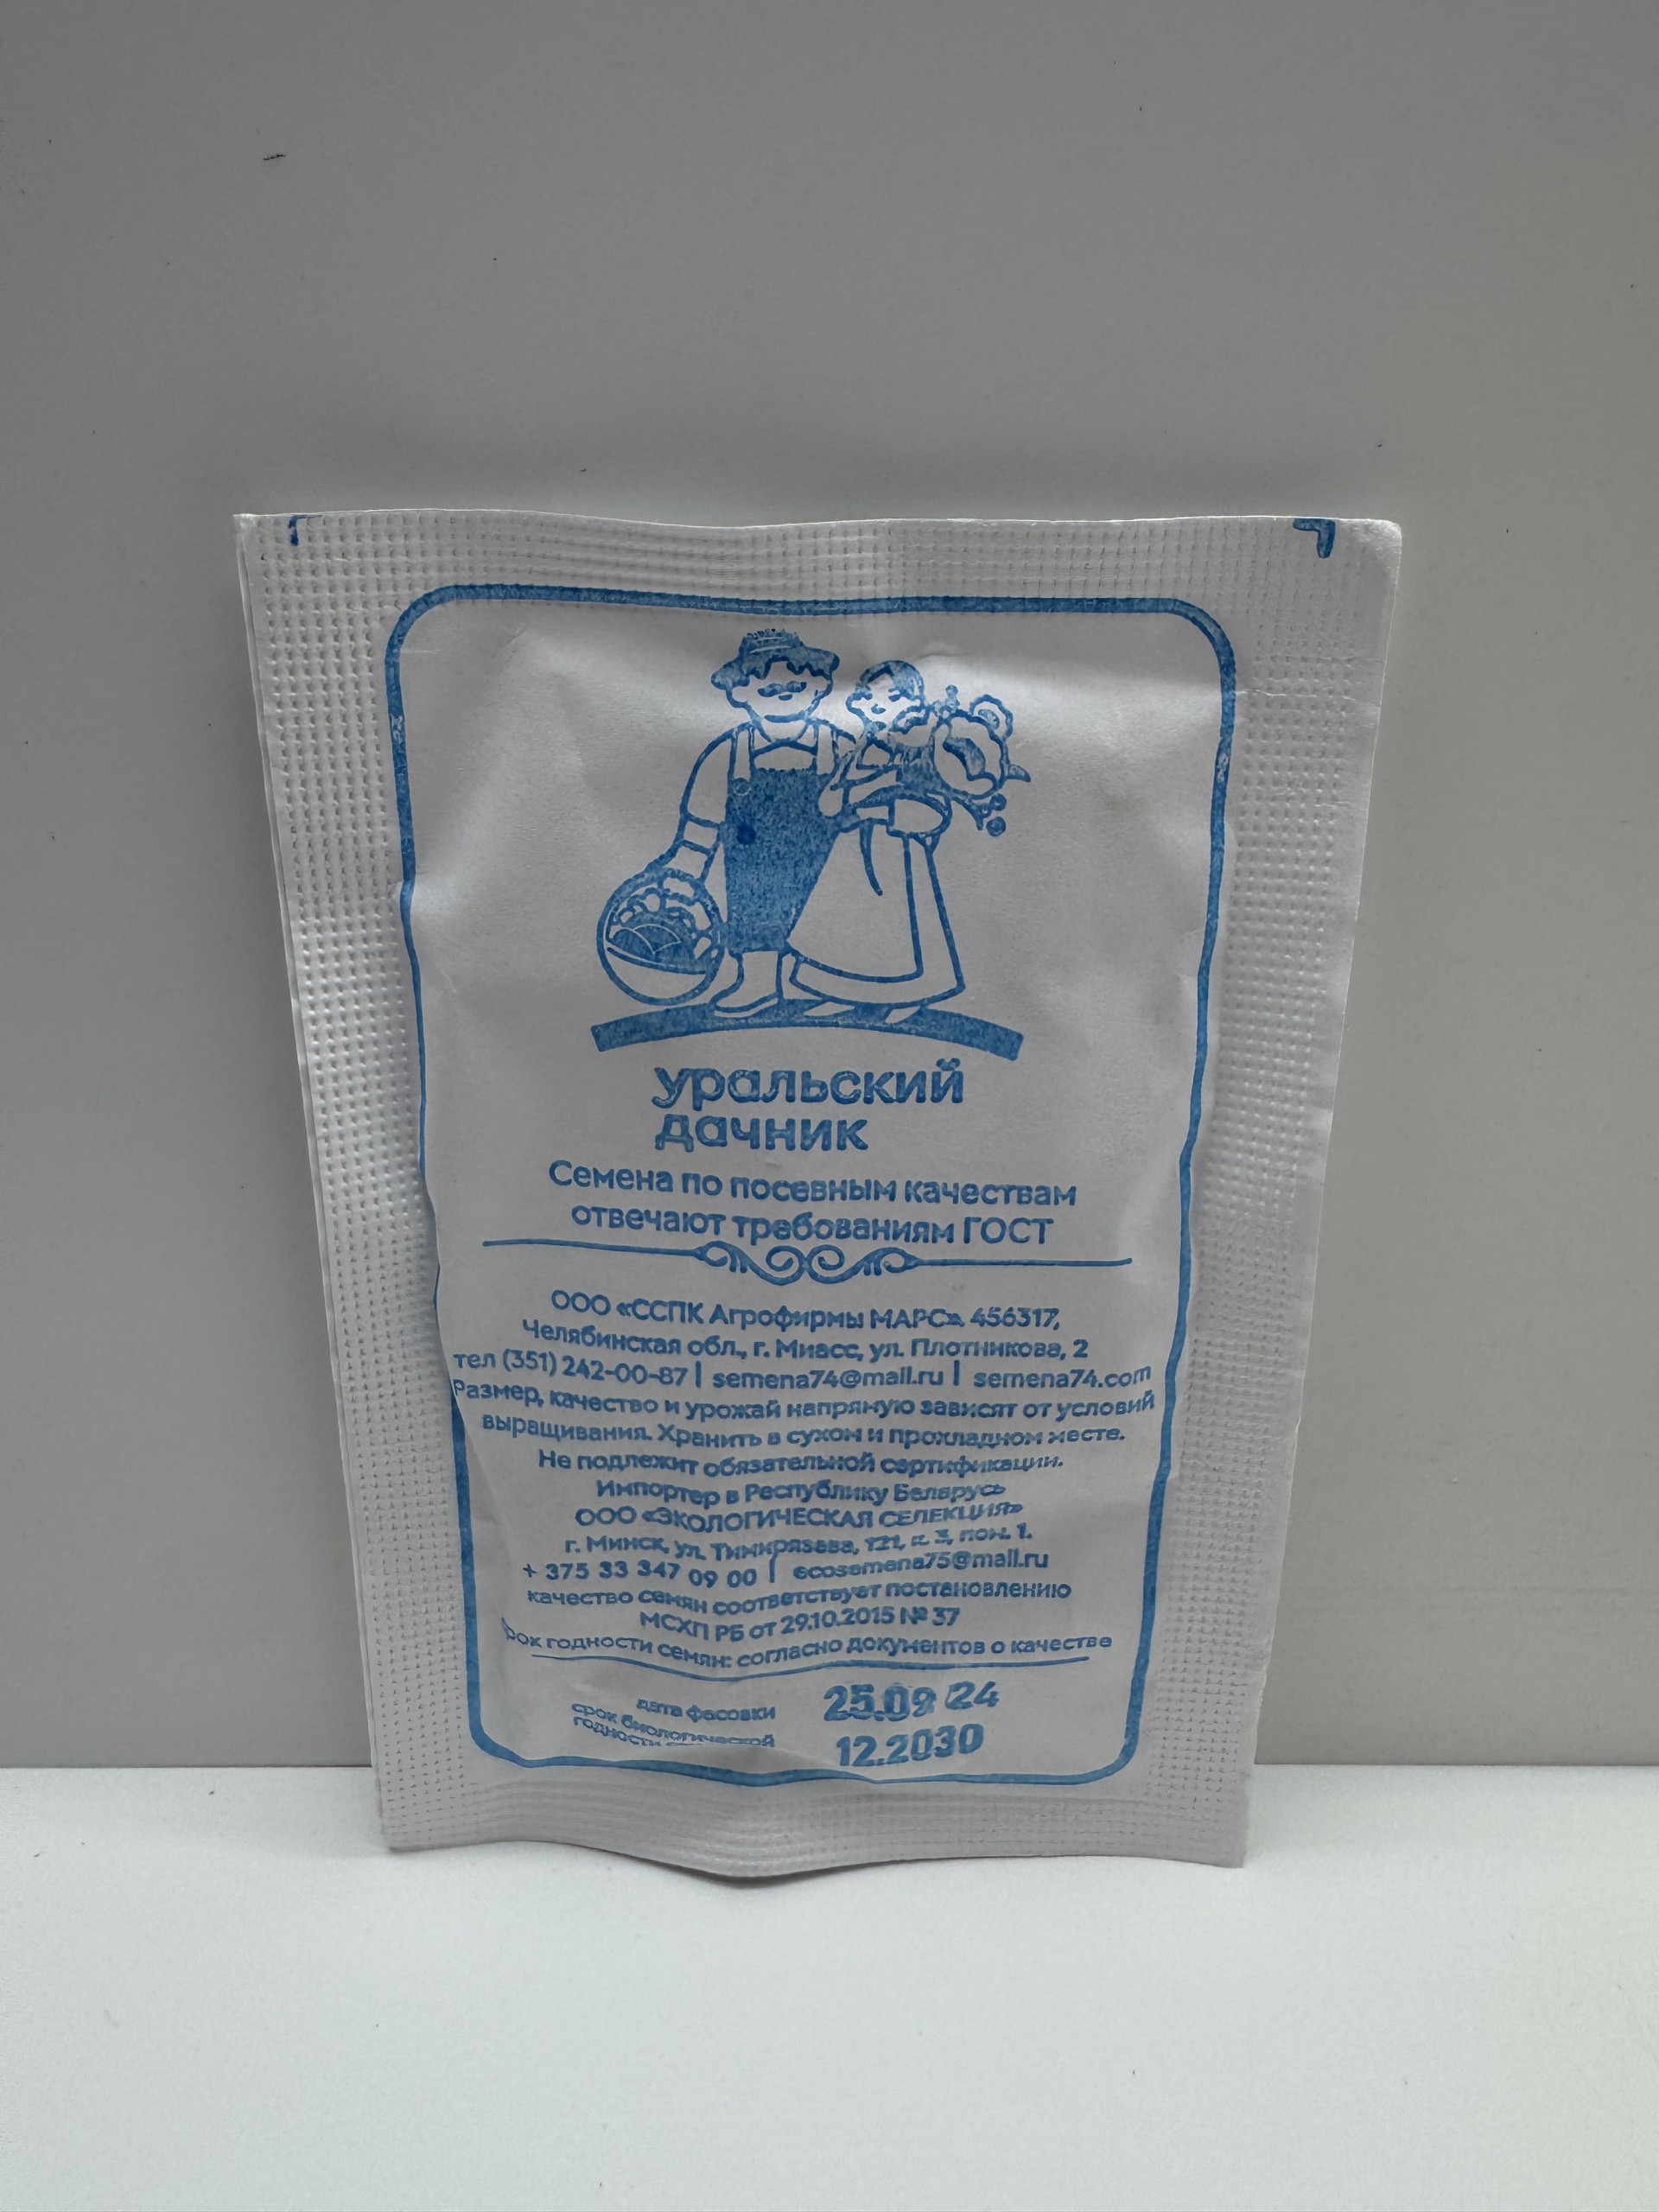 уральский
дачник
Семена по посевным качествам
отвечают требованиям ГОСТ
ООО «ССПК Агрофирмы МАРС» 456317,
Челябинская обл., г. Миасс, ул. Плотникова, 2
тел (351) 242-00-87 | semena74@mail.ru | semena74.com
Размер, качество и урожай напрямую зависят от условий
выращивания. Хранить в сухом и прохладном месте.
Не подлежит обязательной сертификации.
Импортер в Республику Беларусь
ООО «ЭКОЛОГИЧЕСКАЯ СЕЛЕКЦИЯ»
г. Минск, ул. Тимирязева, 121, к. 3, пом. 1.
+ 375 33 347 09 00 | ecosemena75@mail.ru
качество семян соответствует постановлению
МСХП РБ от 29.10.2015 № 37
срок годности семян: согласно документов о качестве
дата фасовки 25.09 24
срок биологической
годности 12.2030